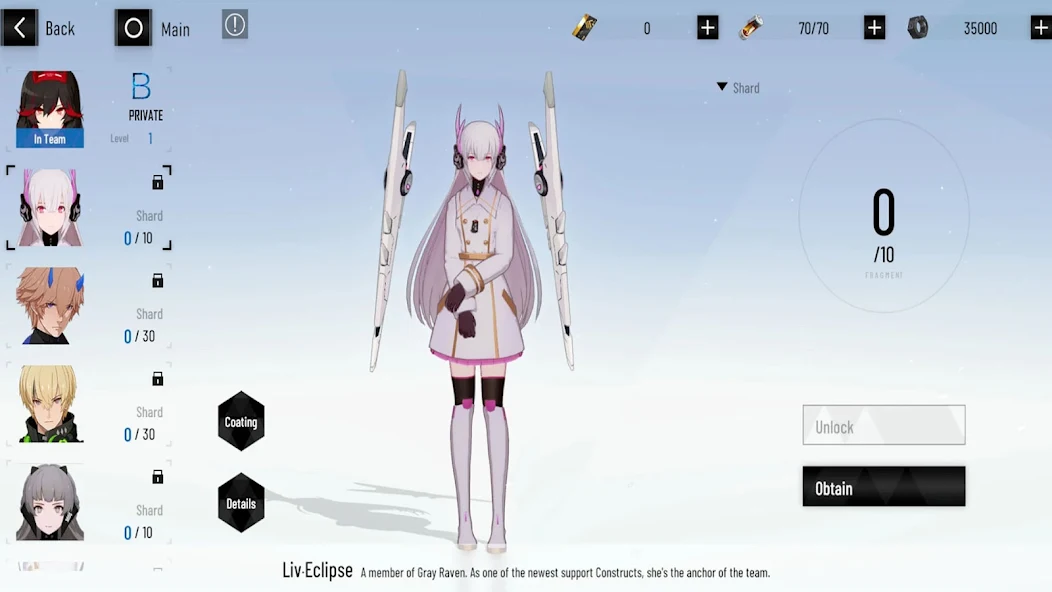 Back
Main
0
70/70
35000
B
PRIVATE
In Team
Level 1
Shard
0 / 10
Shard
0 / 30
Shard
0 / 30
Shard
0 / 10
Coating
Details
Shard
0
/10
FRAGMENT
Unlock
Obtain
Liv·Eclipse A member of Gray Raven. As one of the newest support Constructs, she's the anchor of the team.